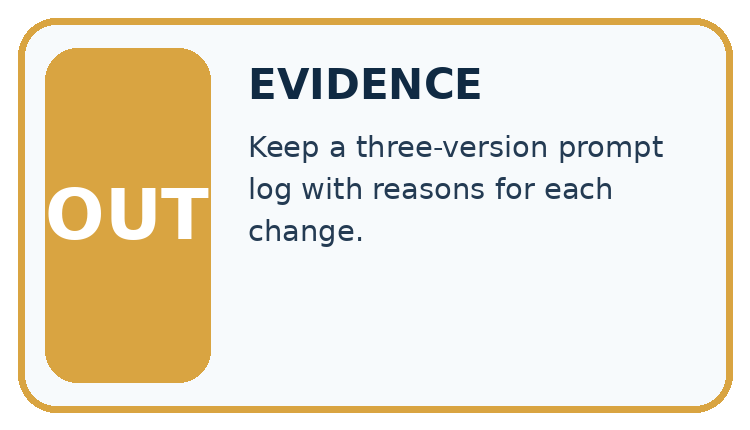 OUT
EVIDENCE
Keep a three-version prompt
log with reasons for each
change.